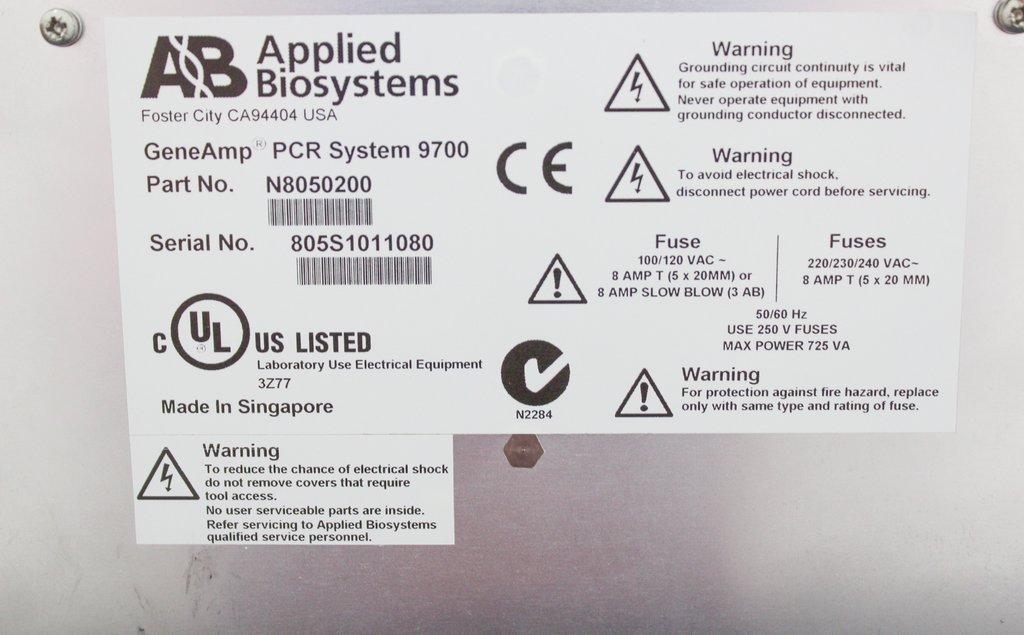 AB Applied
Biosystems
Foster City CA94404 USA
GeneAmp® PCR System 9700
Part No. N8050200
Serial No. 805S1011080
C UL ® US LISTED
Laboratory Use Electrical Equipment
3Z77
Made In Singapore
CE
N2284
Warning
Grounding circuit continuity is vital
for safe operation of equipment.
Never operate equipment with
grounding conductor disconnected.
Warning
To avoid electrical shock,
disconnect power cord before servicing.
Fuse
100/120 VAC ~
8 AMP T (5 x 20MM) or
8 AMP SLOW BLOW (3 AB)
Fuses
220/230/240 VAC~
8 AMP T (5 x 20 MM)
50/60 Hz
USE 250 V FUSES
MAX POWER 725 VA
Warning
For protection against fire hazard, replace
only with same type and rating of fuse.
Warning
To reduce the chance of electrical shock
do not remove covers that require
tool access.
No user serviceable parts are inside.
Refer servicing to Applied Biosystems
qualified service personnel.